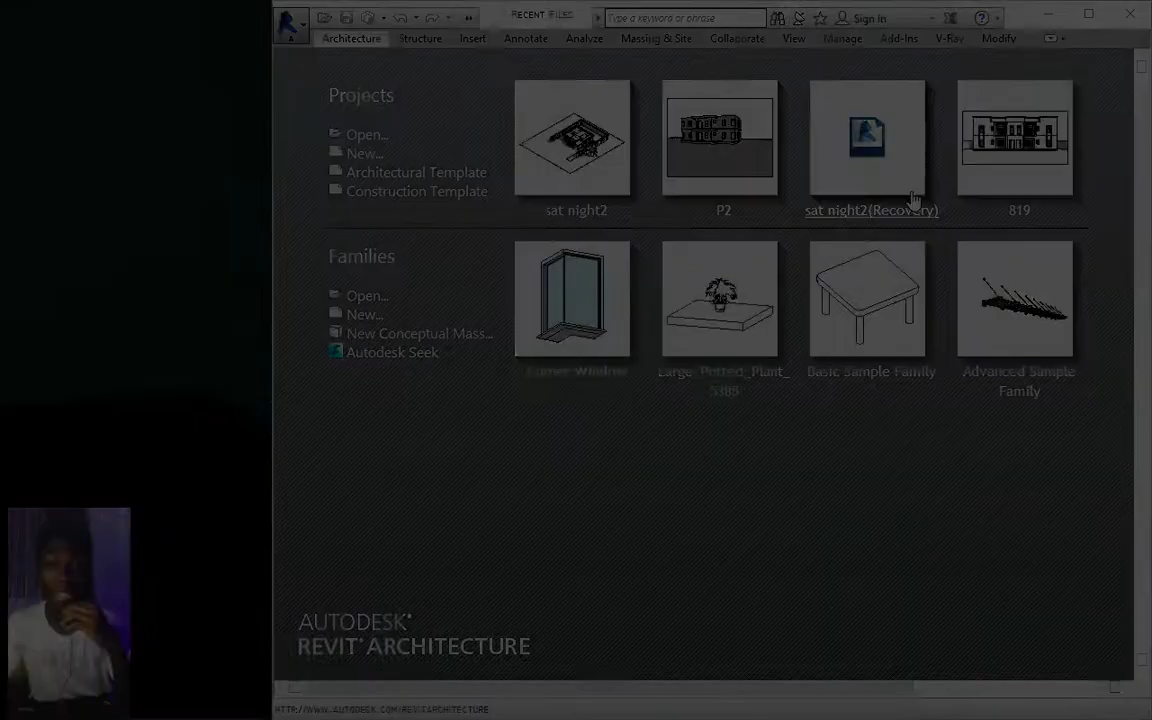 A
RECENT FILES
Type a keyword or phrase
Sign In
Architecture Structure Insert Annotate Analyze Massing & Site Collaborate View Manage Add-Ins V-Ray Modify
Projects
Open...
New...
Architectural Template
Construction Template
sat night2
P2
sat night2(Recovery)
819
Families
Open...
New...
New Conceptual Mass...
Autodesk Seek
Corner Window
Large_Potted_Plant_
5385
Basic Sample Family
Advanced Sample
Family
AUTODESK®
REVIT® ARCHITECTURE
HTTP://WWW.AUTODESK.COM/REVITARCHITECTURE